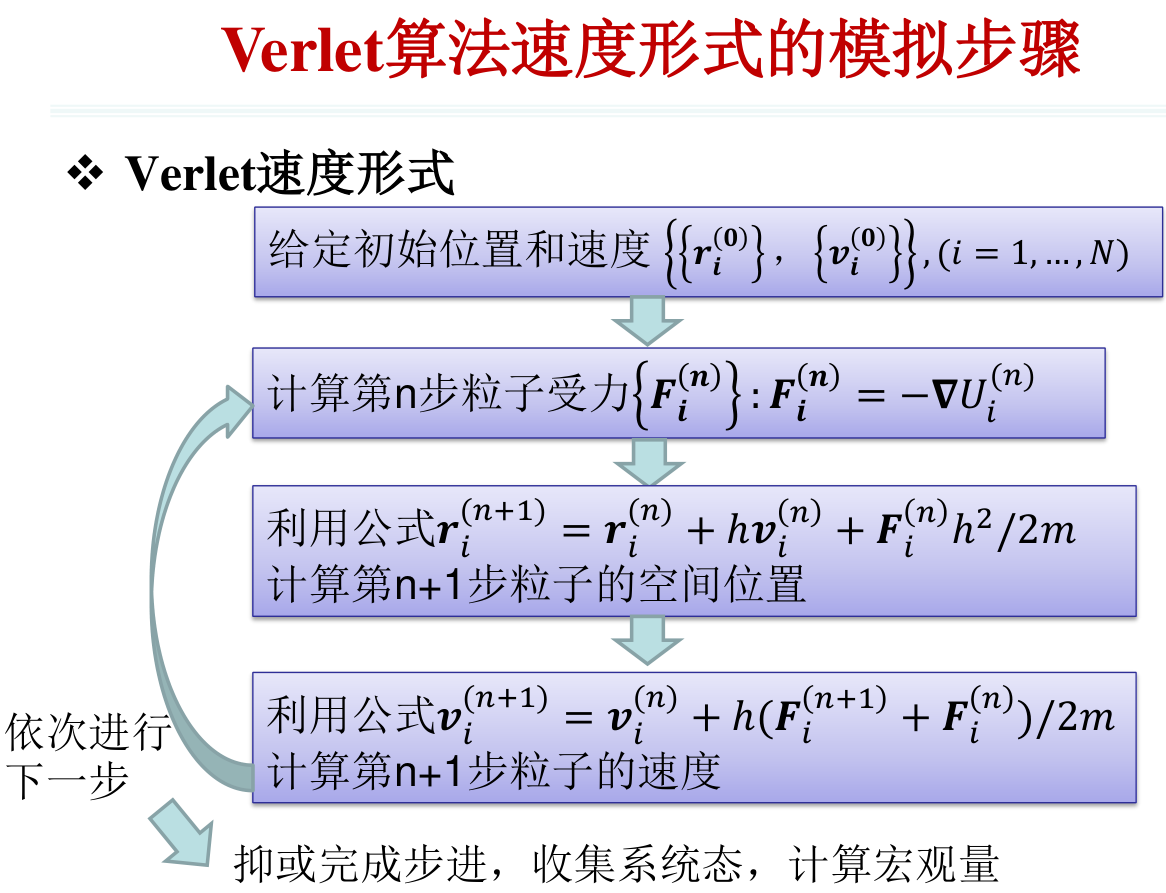 Verlet算法速度形式的模拟步骤
❖ Verlet速度形式
给定初始位置和速度 {{r_i^(0)}, {v_i^(0)}}, (i = 1, …, N)
计算第n步粒子受力{F_i^(n)}: F_i^(n) = −∇U_i^(n)
利用公式r_i^(n+1) = r_i^(n) + hv_i^(n) + F_i^(n)h²/2m
计算第n+1步粒子的空间位置
利用公式v_i^(n+1) = v_i^(n) + h(F_i^(n+1) + F_i^(n))/2m
计算第n+1步粒子的速度
依次进行
下一步
抑或完成步进，收集系统态，计算宏观量